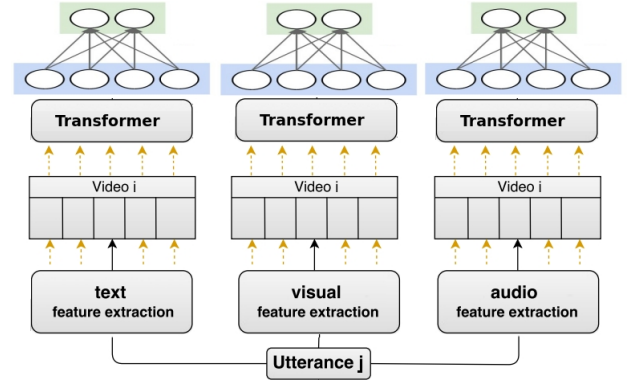 Transformer
Transformer
Transformer
Video i
Video i
Video i
text
feature extraction
visual
feature extraction
audio
feature extraction
Utterance j